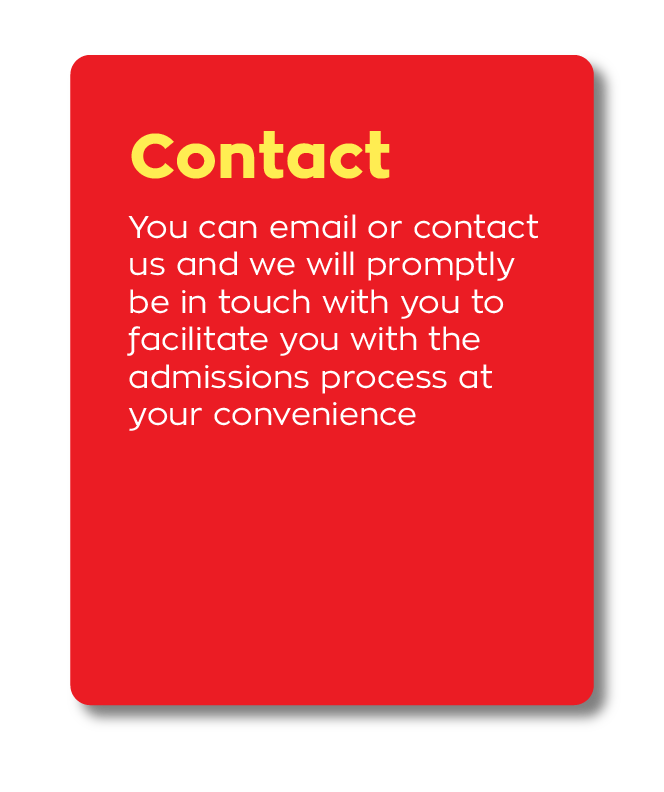 Contact
You can email or contact
us and we will promptly
be in touch with you to
facilitate you with the
admissions process at
your convenience